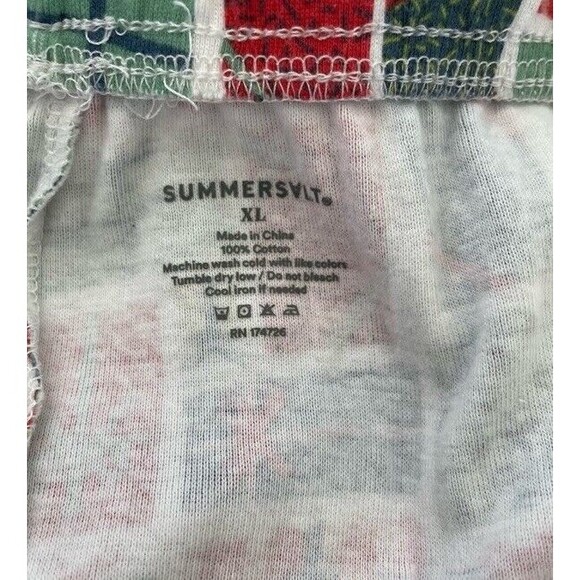 SUMMERSALT®
XL
Made in China
100% Cotton
Machine wash cold with like colors
Tumble dry low / Do not bleach
Cool iron if needed
RN 174726